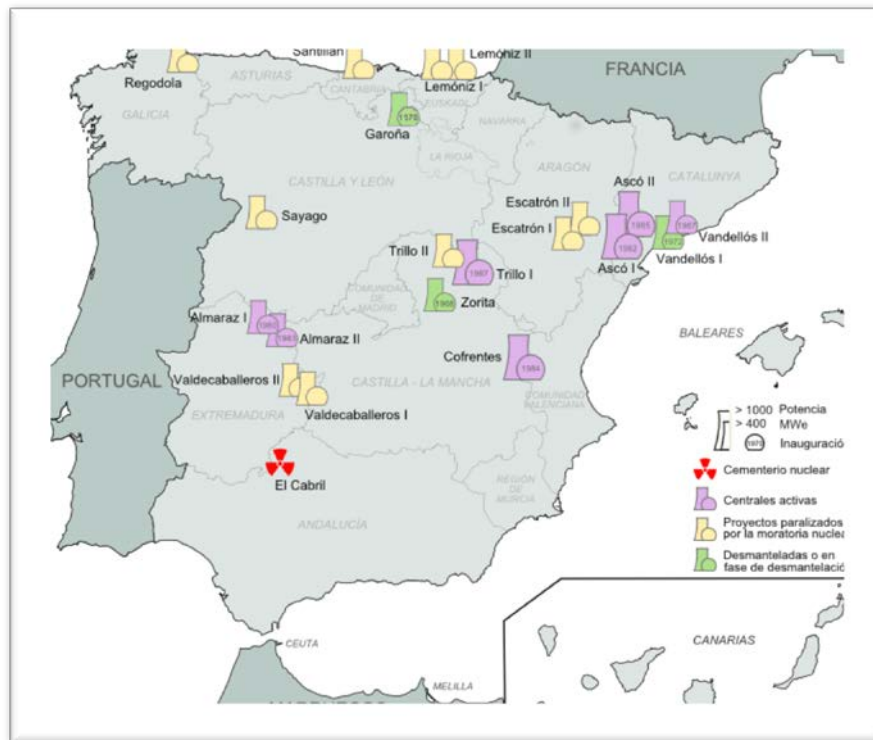 Santillán
Lemóniz II
FRANCIA
Regodola
ASTURIAS
CANTABRIA
Lemóniz I
EUSKADI
GALICIA
1970
Garoña
NAVARRA
LA RIOJA
ARAGÓN
CATALUNYA
CASTILLA Y LEÓN
Ascó II
Escatrón II
Sayago
Escatrón I
1985
1987
Trillo II
1982
1972
Vandellós II
Vandellós I
Trillo I
1987
Ascó I
COMUNIDAD
DE
MADRID
1968
Zorita
Almaraz I
1980
1983
Almaraz II
BALEARES
Cofrentes
1984
PORTUGAL
Valdecaballeros II
CASTILLA - LA MANCHA
COMUNIDAD
VALENCIANA
EXTREMADURA
Valdecaballeros I
> 1000 Potencia
> 400 MWe
1970
Inauguració
Cementerio nuclear
El Cabril
REGIÓN
DE
MURCIA
Centrales activas
ANDALUCÍA
Proyectos paralizados
por la moratoria nuclea
Desmanteladas o en
fase de desmantelació
CEUTA
CANARIAS
MELILLA